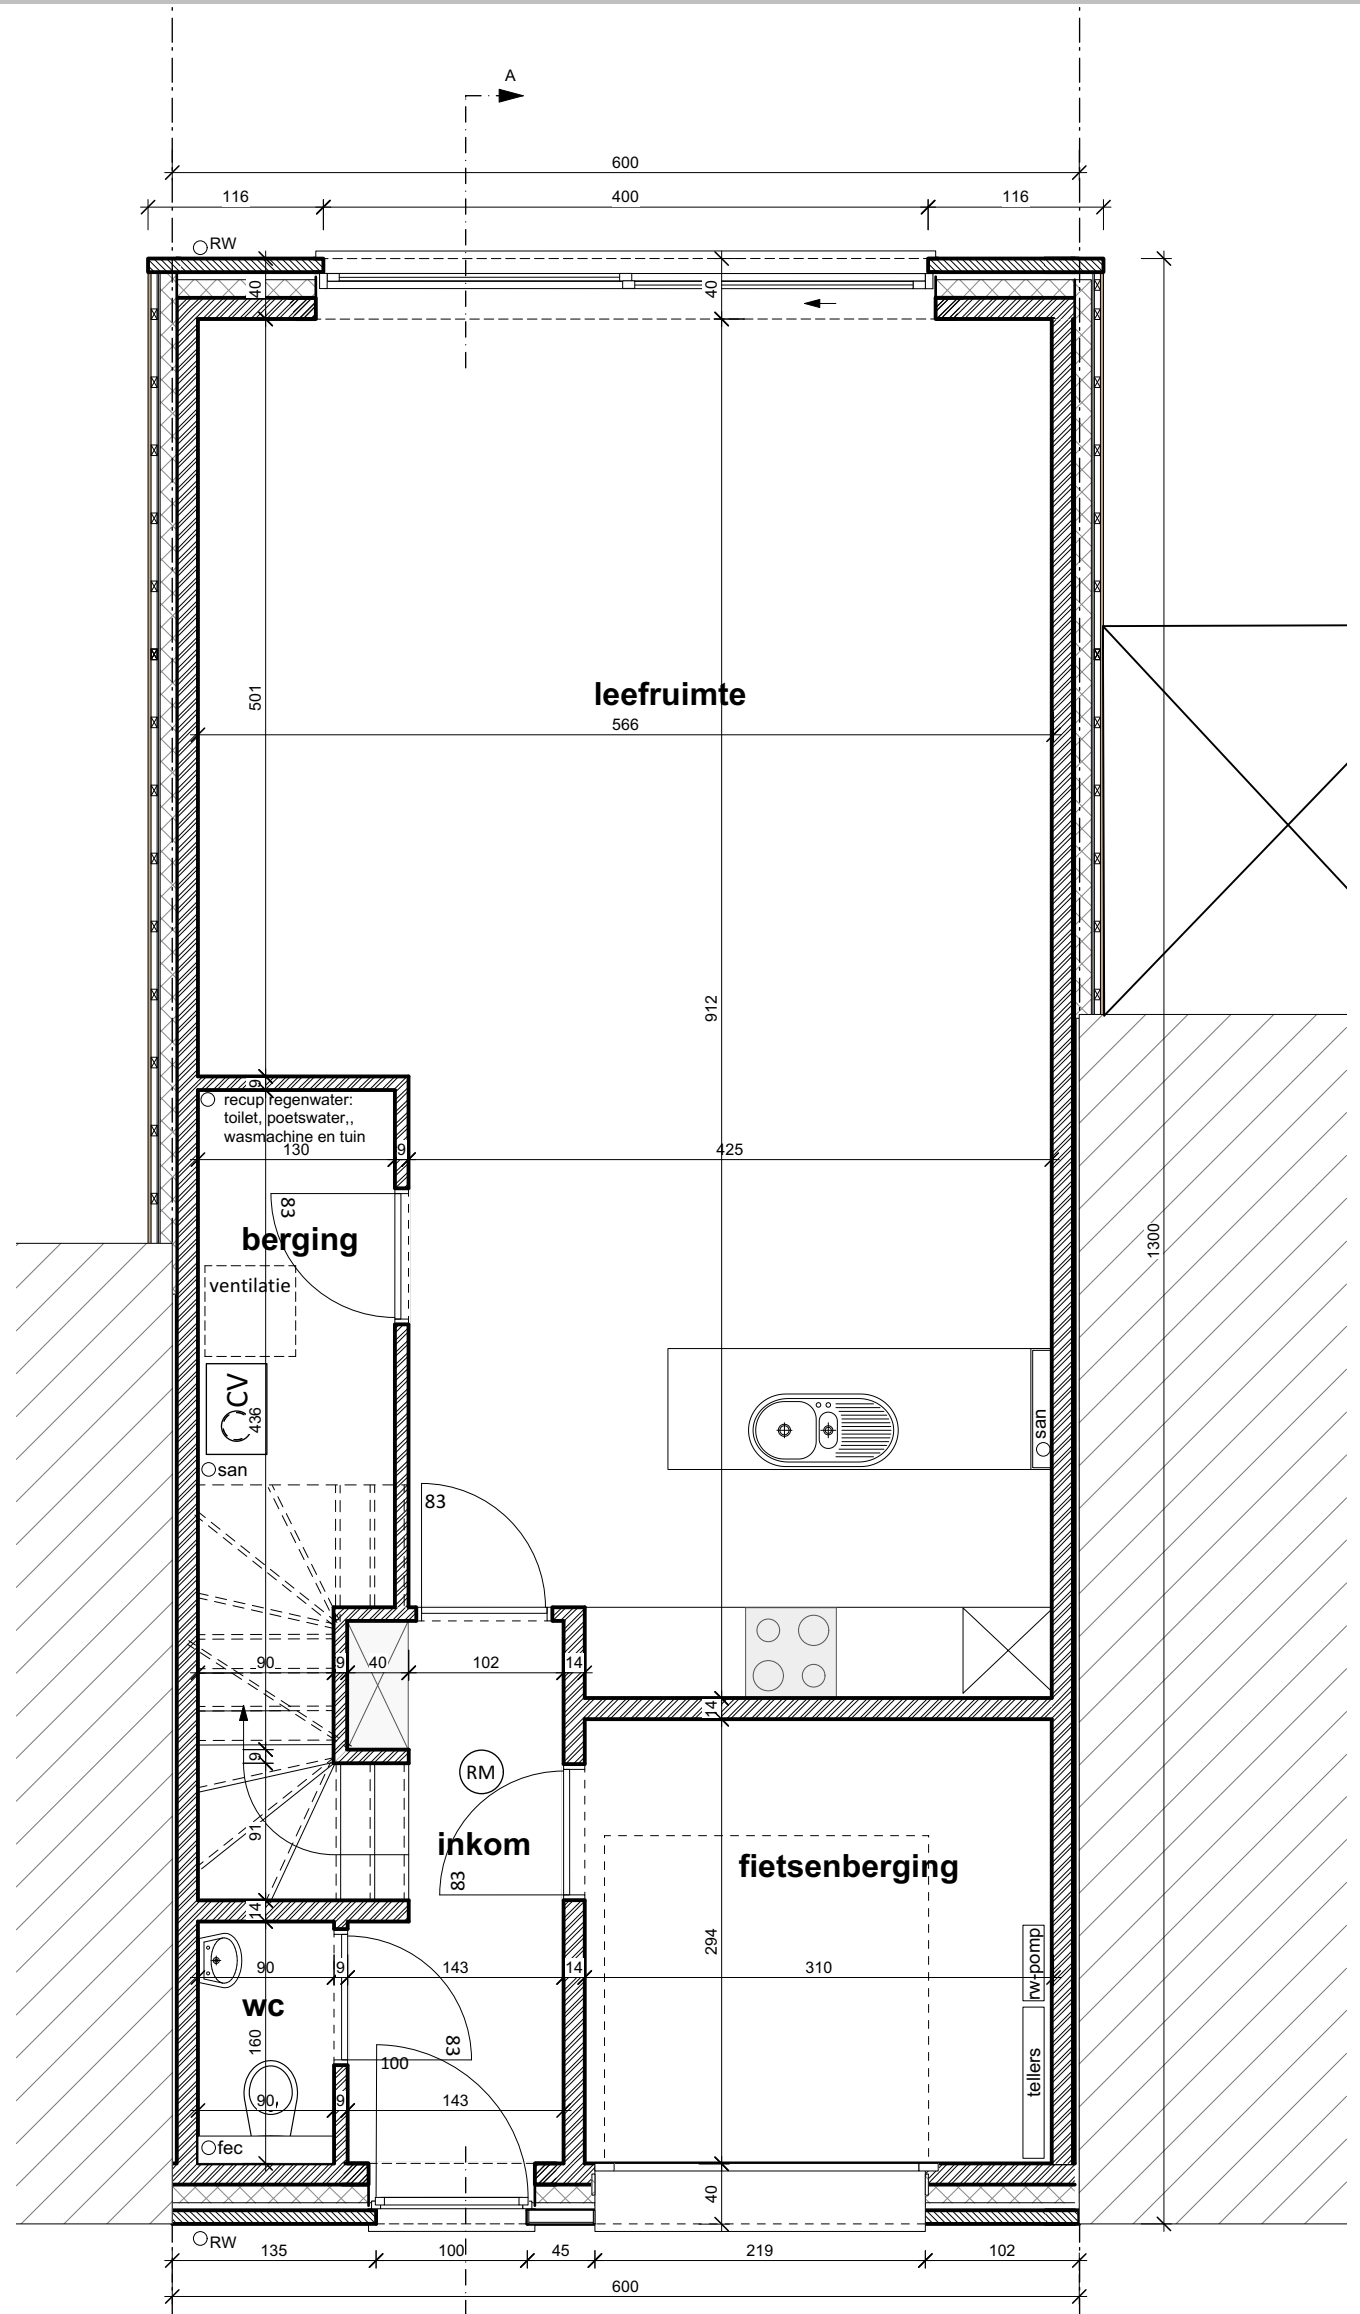 A
600
116
400
116
RW
40
40
501
leefruimte
566
912
9
recup regenwater:
toilet, poetswater,,
wasmachine en tuin
130
9
425
83
berging
1300
ventilatie
CV
436
san
san
83
90
9
40
102
14
14
9
RM
91
inkom
83
fietsenberging
14
294
rw-pomp
90
9
143
14
310
wc
160
83
100
tellers
90
9
143
fec
40
RW
135
100
45
219
102
600